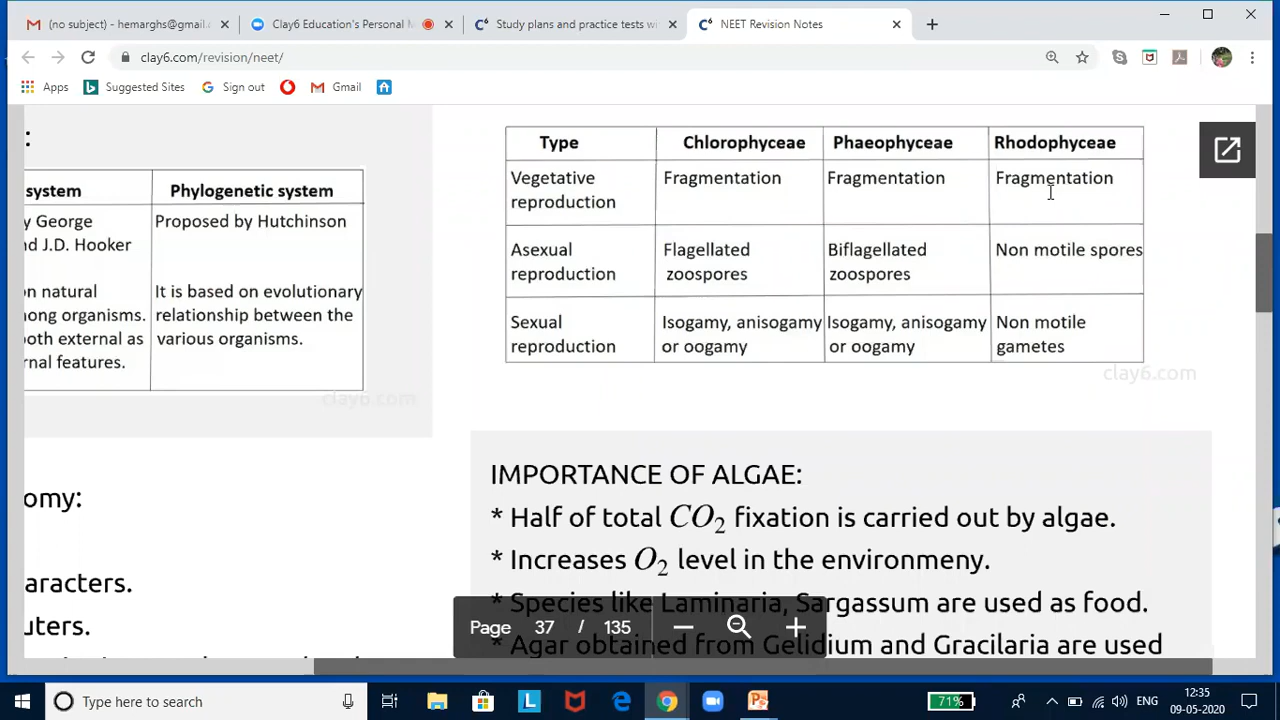 (no subject) - hemarghs@gmail.
Clay6 Education's Personal M
Study plans and practice tests wi
NEET Revision Notes
clay6.com/revision/neet/
Apps
Suggested Sites
Sign out
Gmail
:
system
Phylogenetic system
y George
nd J.D. Hooker
Proposed by Hutchinson
on natural
nong organisms.
both external as
rnal features.
It is based on evolutionary
relationship between the
various organisms.
clay6.com
omy:
aracters.
uters.
Type Chlorophyceae Phaeophyceae Rhodophyceae
Vegetative
reproduction
Fragmentation
Fragmentation
Fragmentation
Asexual
reproduction
Flagellated
zoospores
Biflagellated
zoospores
Non motile spores
Sexual
reproduction
Isogamy, anisogamy
or oogamy
Isogamy, anisogamy
or oogamy
Non motile
gametes
clay6.com
IMPORTANCE OF ALGAE:
* Half of total CO₂ fixation is carried out by algae.
* Increases O₂ level in the environmeny.
* Species like Laminaria, Sargassum are used as food.
* Agar obtained from Gelidium and Gracilaria are used
Page 37 / 135
Type here to search
71%
ENG
12:35
09-05-2020